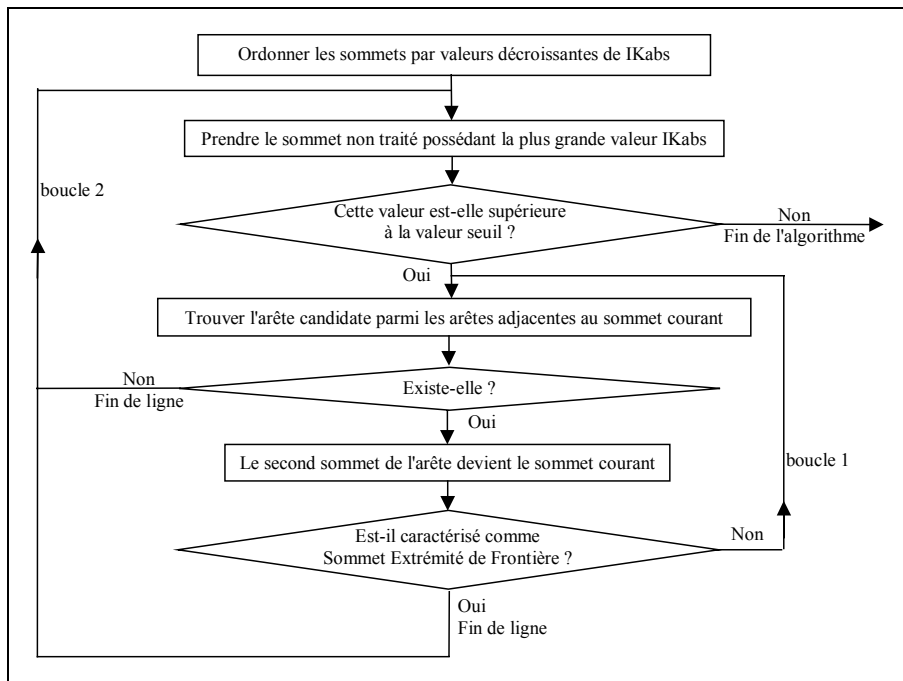 Ordonner les sommets par valeurs décroissantes de IKabs
Prendre le sommet non traité possédant la plus grande valeur IKabs
boucle 2
Cette valeur est-elle supérieure
à la valeur seuil ?
Non
Fin de l'algorithme
Oui
Trouver l'arête candidate parmi les arêtes adjacentes au sommet courant
Non
Fin de ligne
Existe-elle ?
Oui
Le second sommet de l'arête devient le sommet courant
boucle 1
Est-il caractérisé comme
Sommet Extrémité de Frontière ?
Non
Oui
Fin de ligne